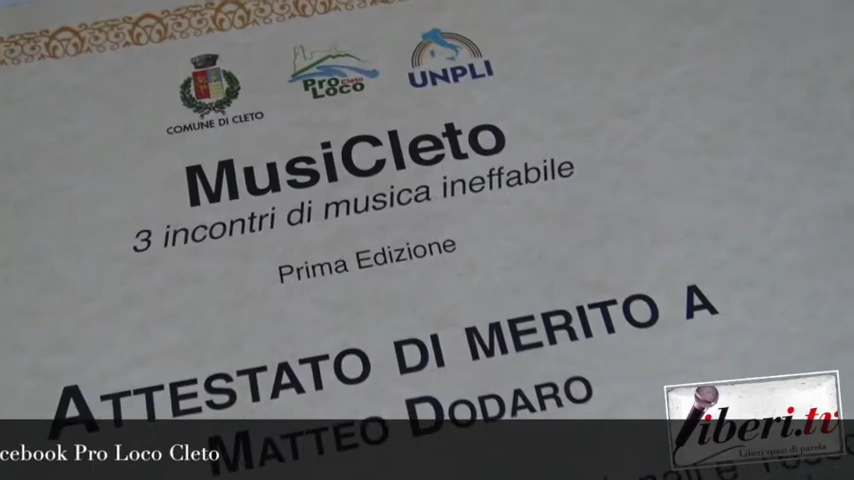 COMUNE DI CLETO
Pro Cleto
LOCO
UNPLI
MusiCleto
3 incontri di musica ineffabile
Prima Edizione
ATTESTATO DI MERITO A
MATTEO DODARO
cebook Pro Loco Cleto
liberi.tv
Liberi spazi di parola